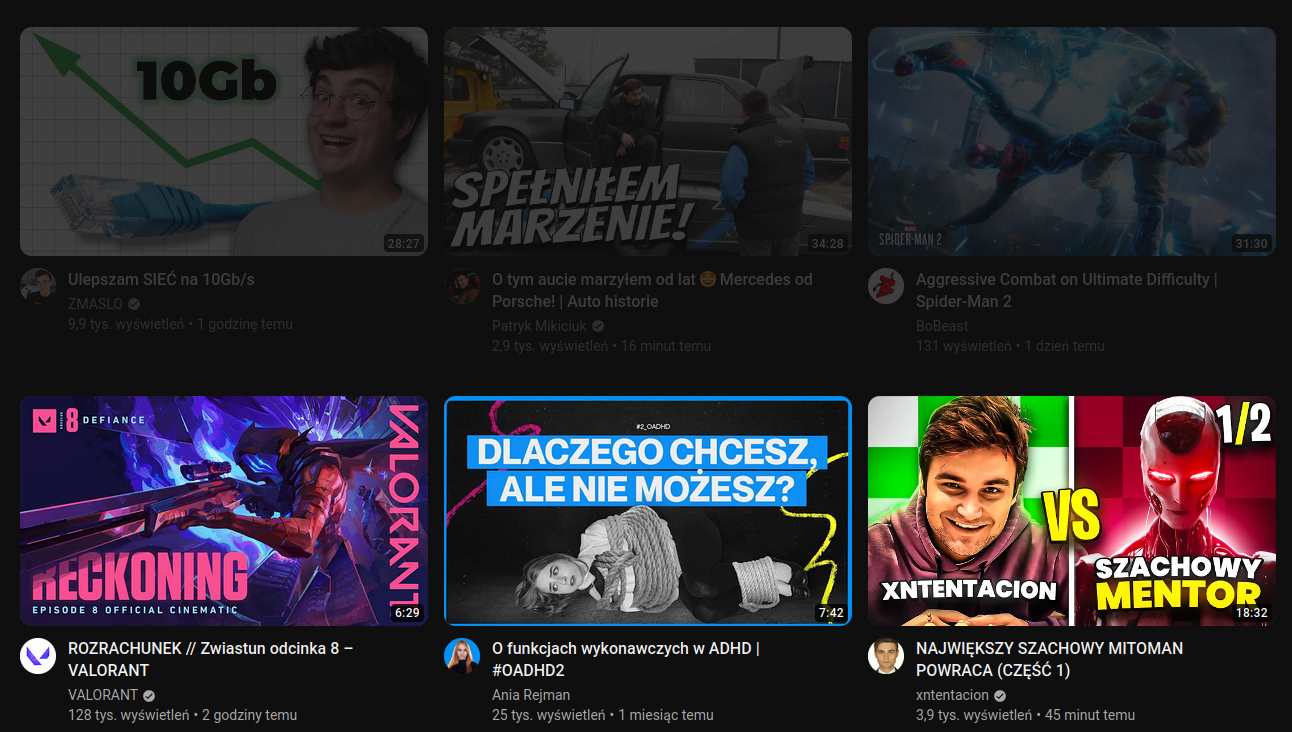 10Gb
28:27
Ulepszam SIEĆ na 10Gb/s
ZMASLO
9,9 tys. wyświetleń • 1 godzinę temu
SPEŁNIŁEM
MARZENIE!
34:28
O tym aucie marzyłem od lat 🤩 Mercedes od
Porsche! | Auto historie
Patryk Mikiciuk
2,9 tys. wyświetleń • 16 minut temu
MARVEL
SPIDER-MAN 2
31:30
Aggressive Combat on Ultimate Difficulty |
Spider-Man 2
BoBeast
131 wyświetleń • 1 dzień temu
8 DEFIANCE
VALORANT
RECKONING
EPISODE 8 OFFICIAL CINEMATIC
6:29
ROZRACHUNEK // Zwiastun odcinka 8 –
VALORANT
VALORANT
128 tys. wyświetleń • 2 godziny temu
#2_OADHD
DLACZEGO CHCESZ,
ALE NIE MOŻESZ?
7:42
O funkcjach wykonawczych w ADHD |
#OADHD2
Ania Rejman
25 tys. wyświetleń • 1 miesiąc temu
1/2
VS
XNTENTACION
SZACHOWY
MENTOR
18:32
NAJWIĘKSZY SZACHOWY MITOMAN
POWRACA (CZĘŚĆ 1)
xntentacion
3,9 tys. wyświetleń • 45 minut temu